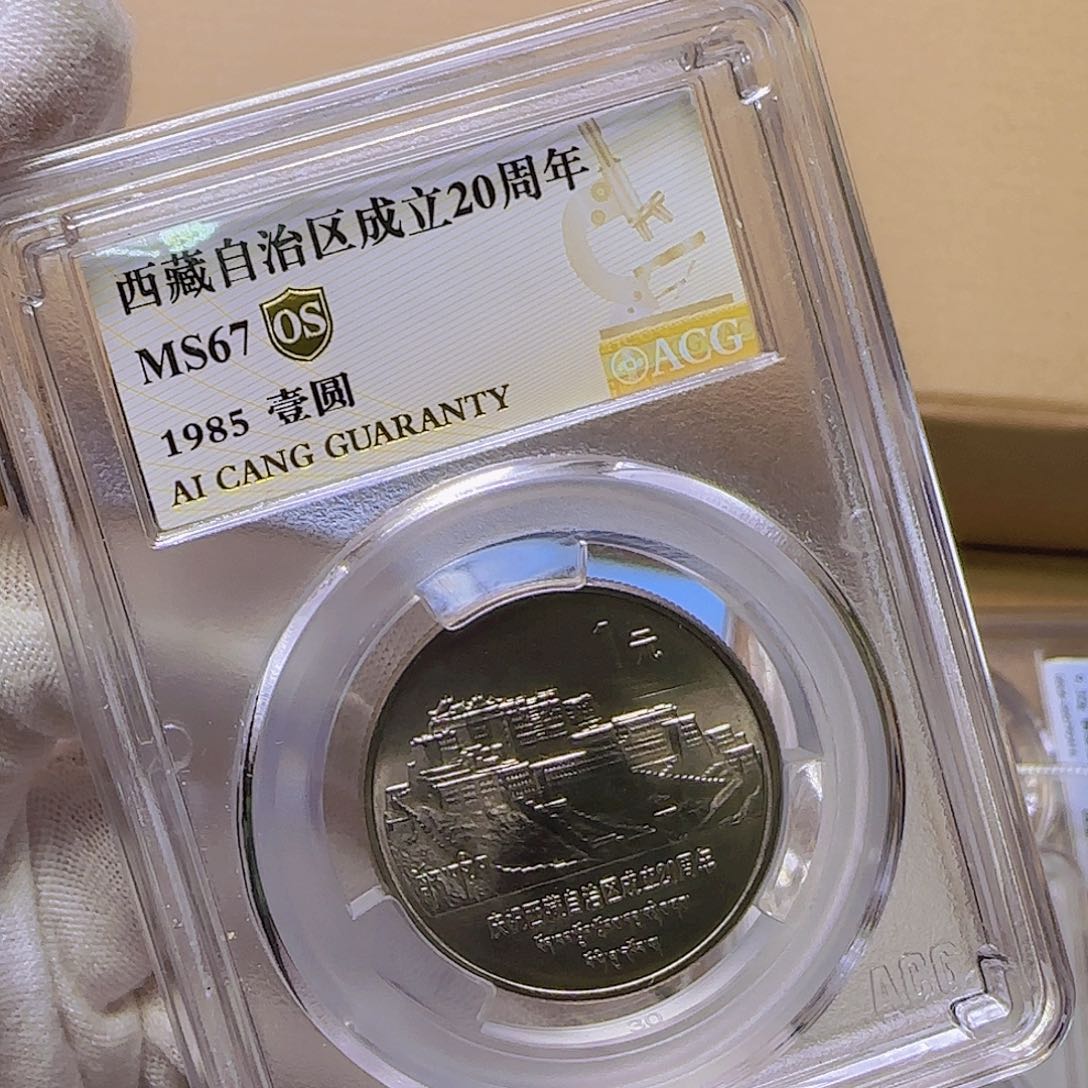 西藏自治区成立20周年
MS67 OS
1985 壹圆
AI CANG GUARANTY
ACG
1元
庆祝西藏自治区成立20周年
30
ACG